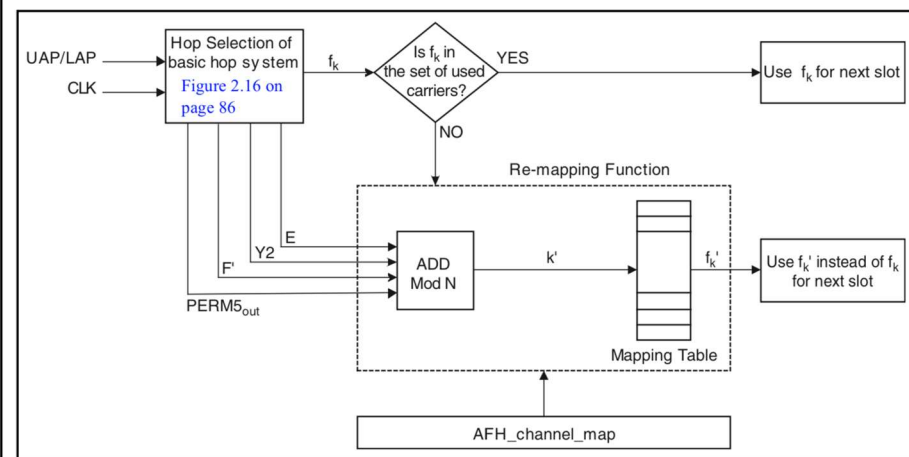 UAP/LAP
CLK
Hop Selection of
basic hop system
Figure 2.16 on
page 86
fk
Is fk in
the set of used
carriers?
YES
Use fk for next slot
NO
Re-mapping Function
E
Y2
F'
PERM5out
ADD
Mod N
k'
fk'
Mapping Table
Use fk' instead of fk
for next slot
AFH_channel_map